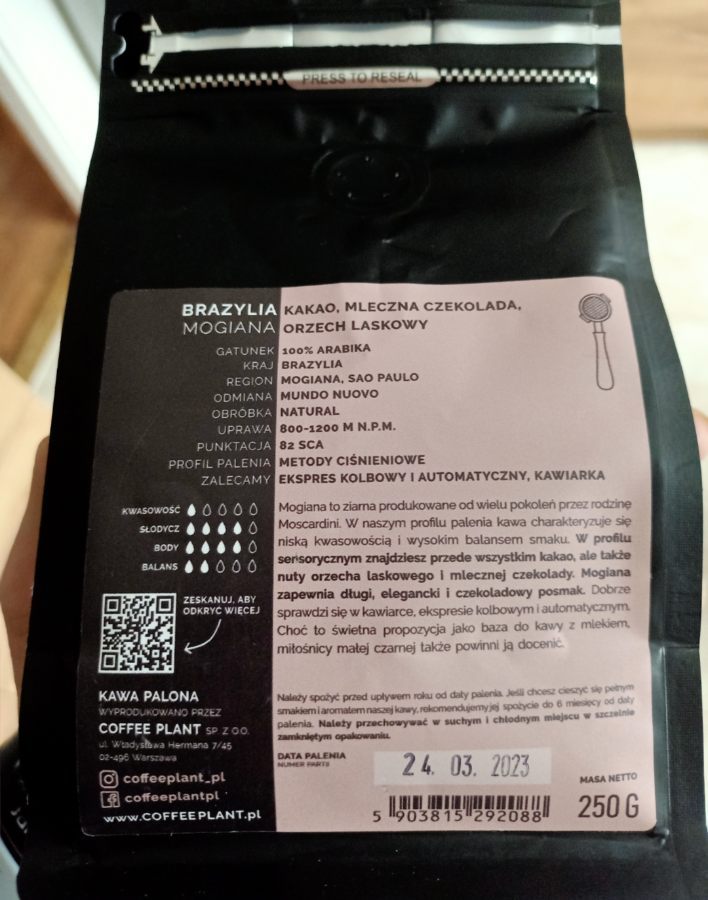 PRESS TO RESEAL
BRAZYLIA KAKAO, MLECZNA CZEKOLADA,
MOGIANA ORZECH LASKOWY
GATUNEK 100% ARABIKA
KRAJ BRAZYLIA
REGION MOGIANA, SAO PAULO
ODMIANA MUNDO NUOVO
OBRÓBKA NATURAL
UPRAWA 800-1200 M N.P.M.
PUNKTACJA 82 SCA
PROFIL PALENIA METODY CIŚNIENIOWE
ZALECAMY EKSPRES KOLBOWY I AUTOMATYCZNY, KAWIARKA
KWASOWOŚĆ
SŁODYCZ
BODY
BALANS
Mogiana to ziarna produkowane od wielu pokoleń przez rodzinę
Moscardini. W naszym profilu palenia kawa charakteryzuje się
niską kwasowością i wysokim balansem smaku. W profilu
sensorycznym znajdziesz przede wszystkim kakao, ale także
nuty orzecha laskowego i mlecznej czekolady. Mogiana
zapewnia długi, elegancki i czekoladowy posmak. Dobrze
sprawdzi się w kawiarce, ekspresie kolbowym i automatycznym.
Choć to świetna propozycja jako baza do kawy z mlekiem,
miłośnicy małej czarnej także powinni ją docenić.
ZESKANUJ, ABY
ODKRYĆ WIĘCEJ
KAWA PALONA
WYPRODUKOWANO PRZEZ
COFFEE PLANT SP. Z O.O.
ul. Władysława Hermana 7/45
02-496 Warszawa
coffeeplant_pl
coffeeplantpl
www.COFFEEPLANT.pl
Należy spożyć przed upływem roku od daty palenia. Jeśli chcesz cieszyć się pełnym
smakiem i aromatem naszej kawy, rekomendujemy jej spożycie do 6 miesięcy od daty
palenia. Należy przechowywać w suchym i chłodnym miejscu w szczelnie
zamkniętym opakowaniu.
DATA PALENIA
NUMER PARTII
24. 03. 2023
MASA NETTO
250 G
5 903815 292088